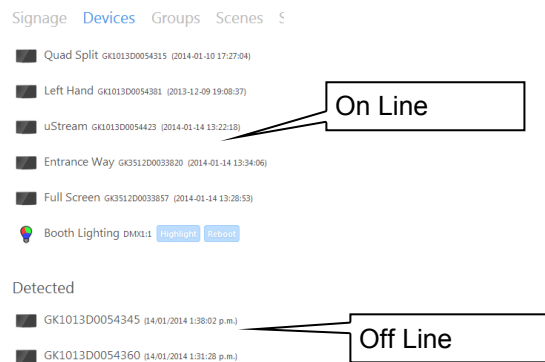 Signage Devices Groups Scenes
Quad Split GK1013D0054315 (2014-01-10 17:27:04)
Left Hand GK1013D0054381 (2013-12-09 19:08:37)
On Line
uStream GK1013D0054423 (2014-01-14 13:22:18)
Entrance Way GK3512D0033820 (2014-01-14 13:34:06)
Full Screen GK3512D0033857 (2014-01-14 13:28:53)
Booth Lighting DMX1:1 Highlight Reboot
Detected
GK1013D0054345 (14/01/2014 1:38:02 p.m.)
Off Line
GK1013D0054360 (14/01/2014 1:31:28 p.m.)